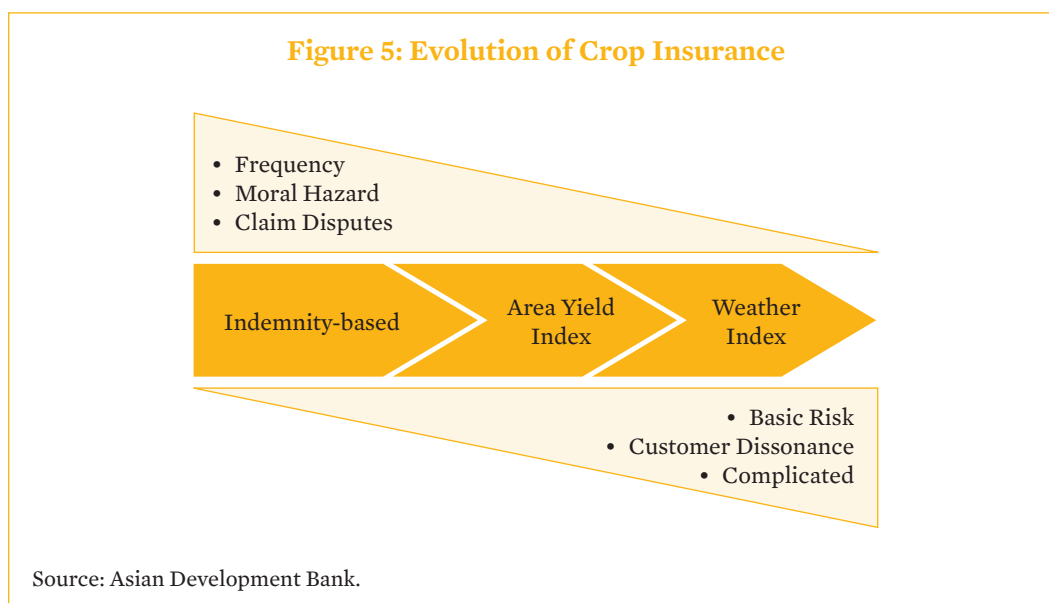 Figure 5: Evolution of Crop Insurance
• Frequency
• Moral Hazard
• Claim Disputes
Indemnity-based
Area Yield
Index
Weather
Index
• Basic Risk
• Customer Dissonance
• Complicated
Source: Asian Development Bank.